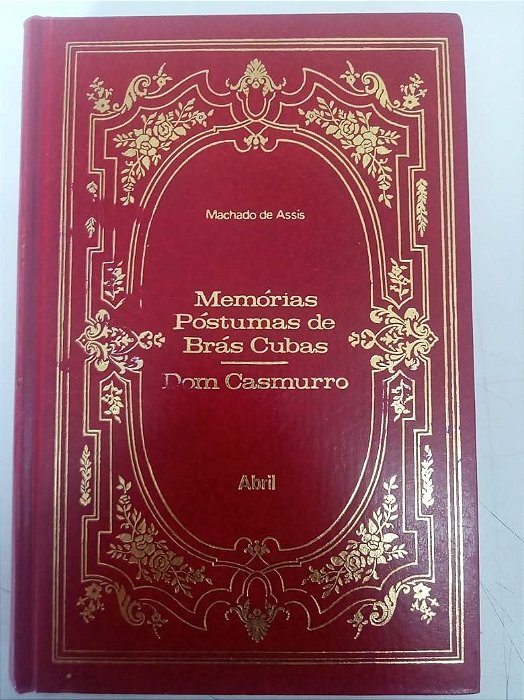 Machado de Assis
Memórias
Póstumas de
Brás Cubas
Dom Casmurro
Abril